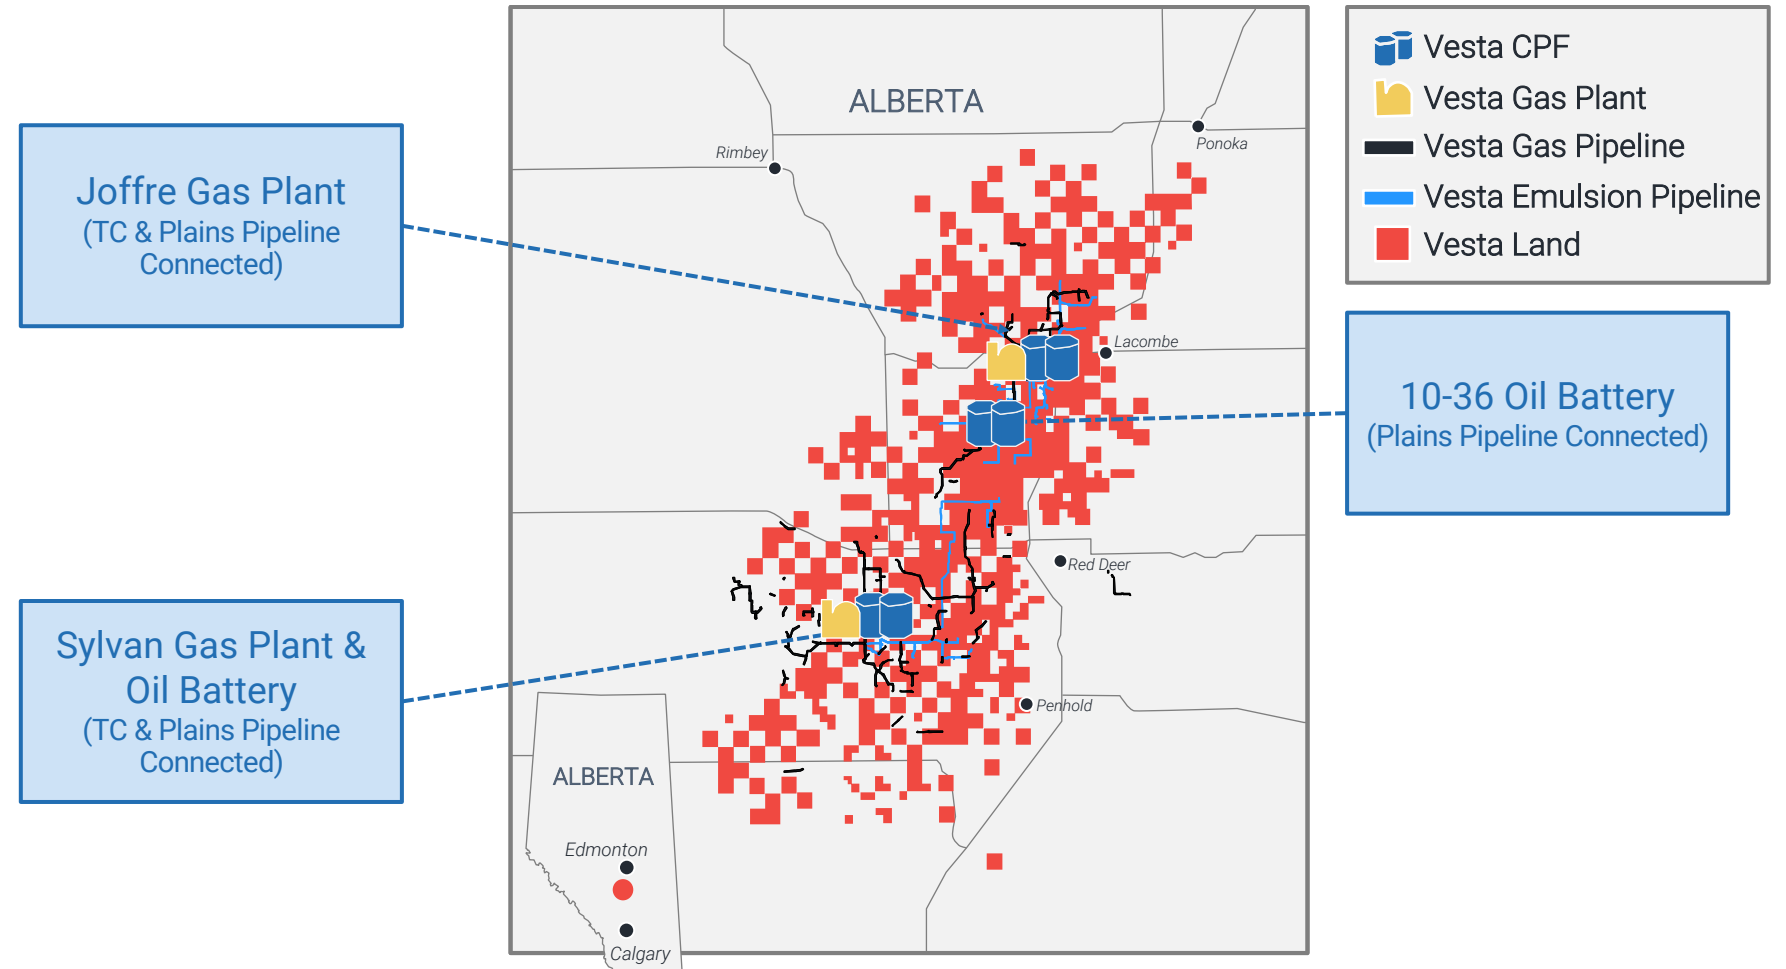 ALBERTA
Rimbey
Ponoka
Lacombe
Red Deer
Penhold
ALBERTA
Edmonton
Calgary
Joffre Gas Plant
(TC & Plains Pipeline
Connected)
Sylvan Gas Plant &
Oil Battery
(TC & Plains Pipeline
Connected)
Vesta CPF
Vesta Gas Plant
Vesta Gas Pipeline
Vesta Emulsion Pipeline
Vesta Land
10-36 Oil Battery
(Plains Pipeline Connected)